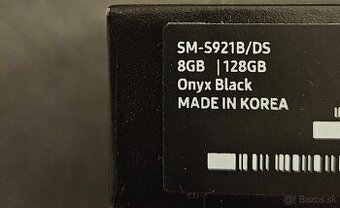 SM-S921B/DS
8GB | 128GB
Onyx Black
MADE IN KOREA
Bazos.sk